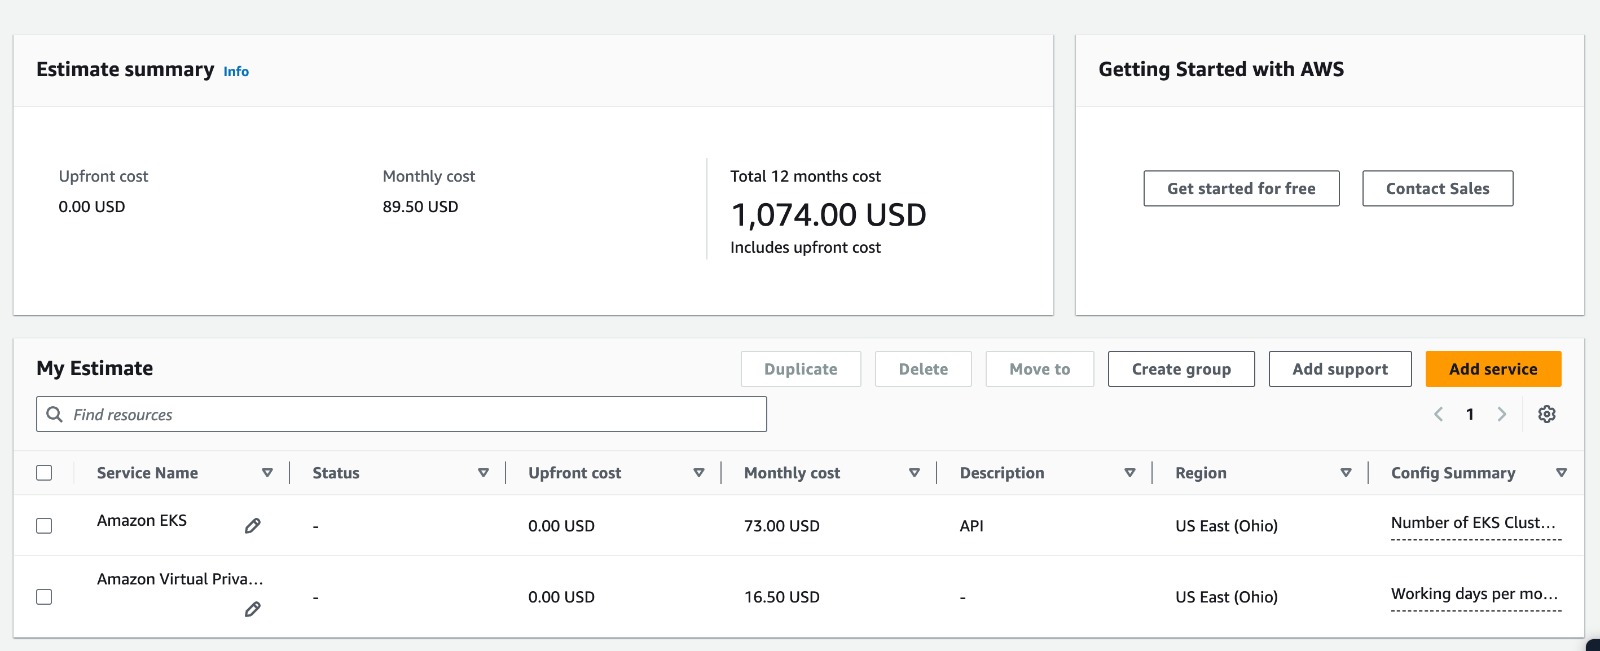 Estimate summary Info
Getting Started with AWS
Upfront cost
0.00 USD
Monthly cost
89.50 USD
Total 12 months cost
1,074.00 USD
Includes upfront cost
Get started for free
Contact Sales
My Estimate
Duplicate
Delete
Move to
Create group
Add support
Add service
Find resources
1
Service Name Status Upfront cost Monthly cost Description Region Config Summary
Amazon EKS - 0.00 USD 73.00 USD API US East (Ohio) Number of EKS Clust...
Amazon Virtual Priva... - 0.00 USD 16.50 USD - US East (Ohio) Working days per mo...